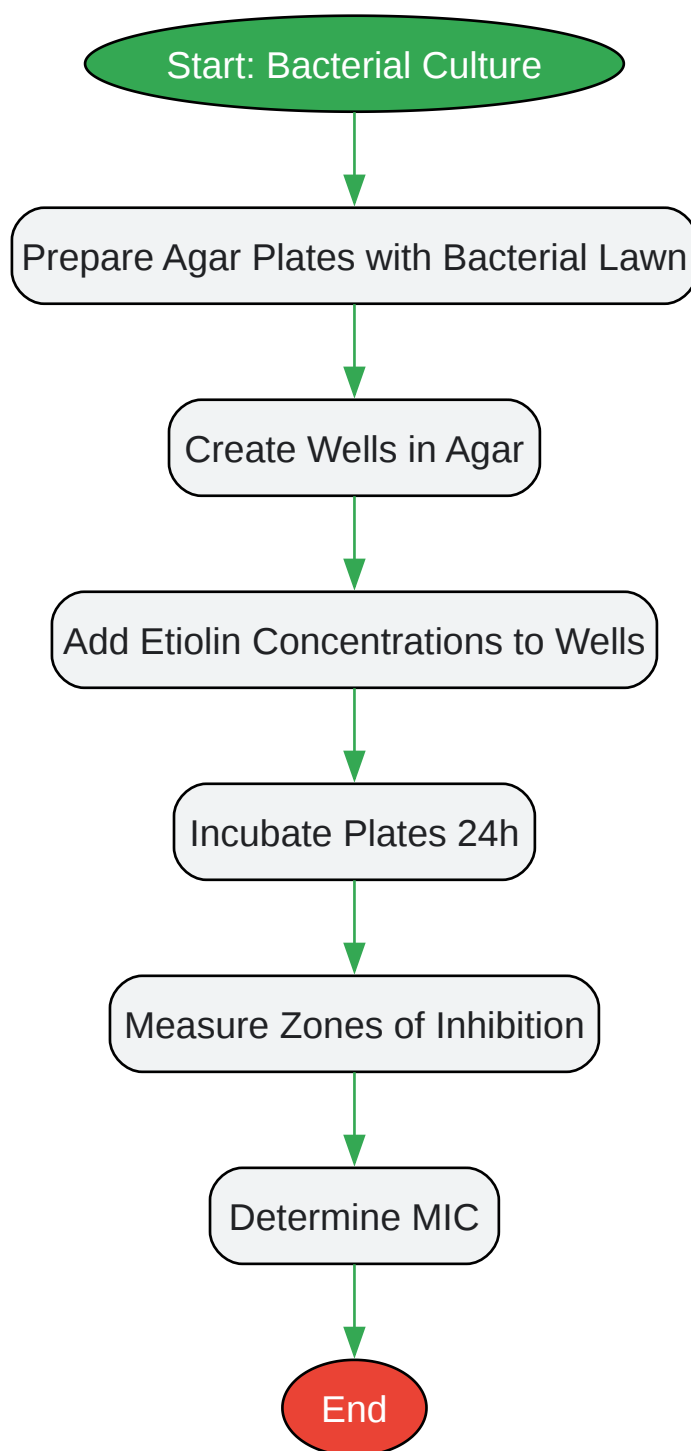 Start: Bacterial Culture
Prepare Agar Plates with Bacterial Lawn
Create Wells in Agar
Add Etiolin Concentrations to Wells
Incubate Plates 24h
Measure Zones of Inhibition
Determine MIC
End